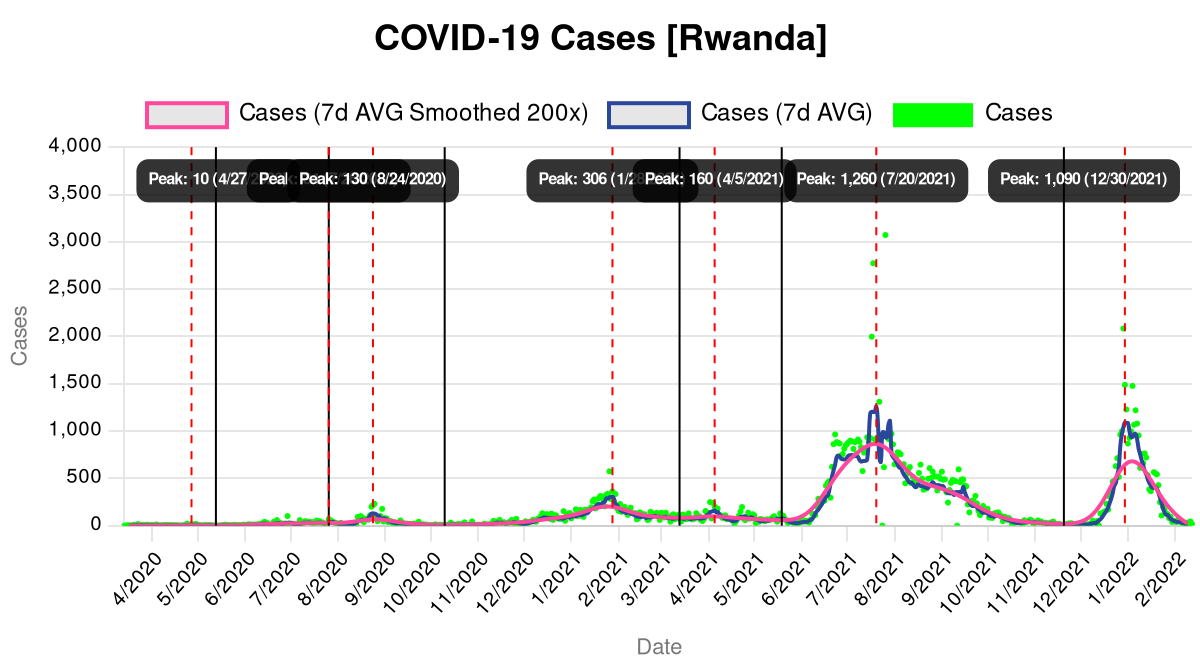 COVID-19 Cases [Rwanda]
Cases (7d AVG Smoothed 200x) Cases (7d AVG) Cases
4,000
3,500
3,000
2,500
2,000
1,500
1,000
500
0
Cases
Peak: 10 (4/27/2 Peak: Peak: 130 (8/24/2020) Peak: 306 (1/28 Peak: 160 (4/5/2021) Peak: 1,260 (7/20/2021) Peak: 1,090 (12/30/2021)
4/2020 5/2020 6/2020 7/2020 8/2020 9/2020 10/2020 11/2020 12/2020 1/2021 2/2021 3/2021 4/2021 5/2021 6/2021 7/2021 8/2021 9/2021 10/2021 11/2021 12/2021 1/2022 2/2022
Date